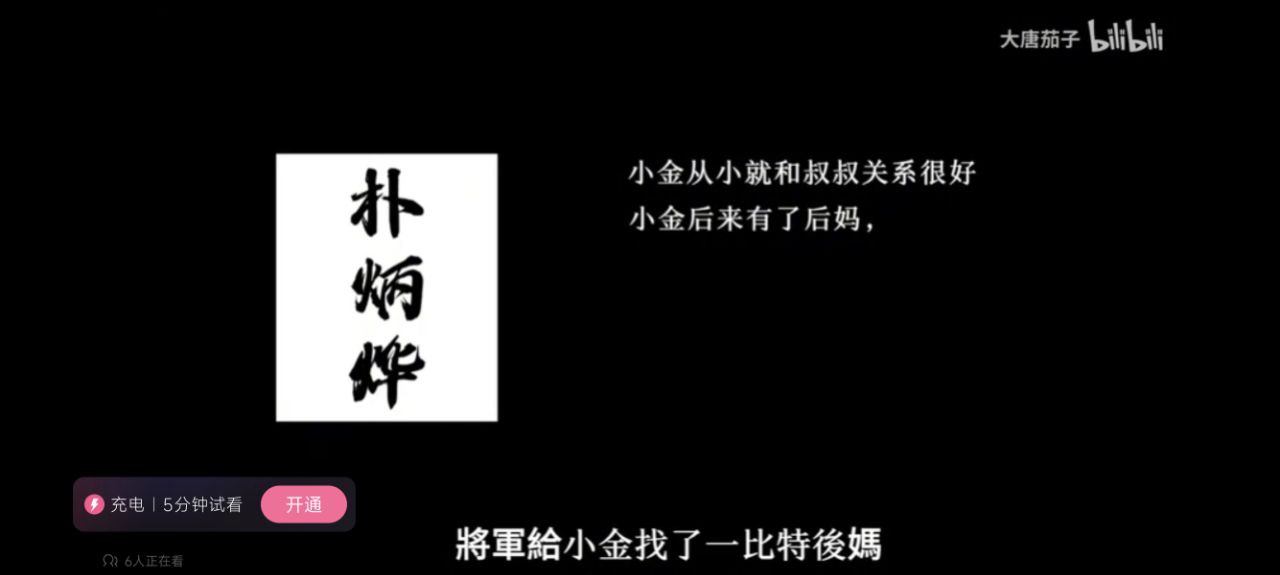 大唐茄子 bilibili
朴
炳
烨
小金从小就和叔叔关系很好
小金后来有了后妈，
充电 | 5分钟试看 开通
將軍給小金找了一比特後媽
6人正在看